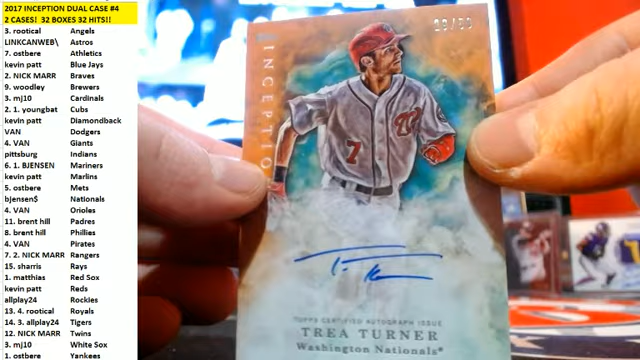 2017 INCEPTION DUAL CASE #4
2 CASES! 32 BOXES 32 HITS!!
3. rootical Angels
LINKCANWEB\ Astros
7. ostbere Athletics
kevin patt Blue Jays
2. NICK MARR Braves
9. woodley Brewers
3. mj10 Cardinals
2. 1. youngbat Cubs
kevin patt Diamondback
VAN Dodgers
4. VAN Giants
pittsburg Indians
6. 1. BJENSEN Mariners
kevin patt Marlins
5. ostbere Mets
bjensen$ Nationals
4. VAN Orioles
11. brent hill Padres
8. brent hill Phillies
4. VAN Pirates
7. 2. NICK MARR Rangers
15. sharris Rays
1. matthias Red Sox
kevin patt Reds
allplay24 Rockies
13. 4. rootical Royals
14. 3. allplay24 Tigers
12. NICK MARR Twins
3. mj10 White Sox
1. ostbere Yankees
INCEPTIO
7
TOPPS CERTIFIED AUTOGRAPH ISSUE
TREA TURNER
Washington Nationals®